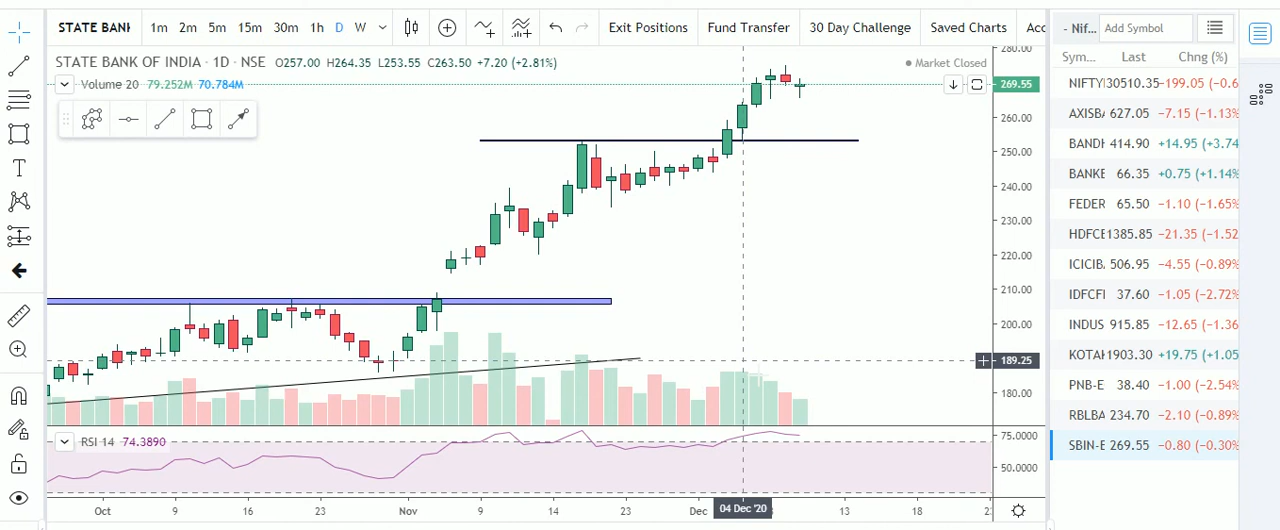 STATE BANK 1m 2m 5m 15m 30m 1h D W Exit Positions Fund Transfer 30 Day Challenge Saved Charts Acc
STATE BANK OF INDIA · 1D · NSE O257.00 H264.35 L253.55 C263.50 +7.20 (+2.81%)
Market Closed
Volume 20 79.252M 70.784M
280.00
269.55
260.00
250.00
240.00
230.00
220.00
210.00
200.00
189.25
180.00
RSI 14 74.3890
75.0000
50.0000
Oct 9 16 23 Nov 9 16 23 Dec 04 Dec '20 13 18
- Nif... Add Symbol
Sym... Last Chng (%)
NIFTY 30510.35 −199.05 (−0.6
AXISBA 627.05 −7.15 (−1.13%
BANDH 414.90 +14.95 (+3.74
BANKE 66.35 +0.75 (+1.14%
FEDER 65.50 −1.10 (−1.65%
HDFCE 1385.85 −21.35 (−1.52
ICICIB, 506.95 −4.55 (−0.89%
IDFCFI 37.60 −1.05 (−2.72%
INDUS 915.85 −12.65 (−1.36
KOTAK 1903.30 +19.75 (+1.05
PNB-E 38.40 −1.00 (−2.54%
RBLBA 234.70 −2.10 (−0.89%
SBIN-E 269.55 −0.80 (−0.30%